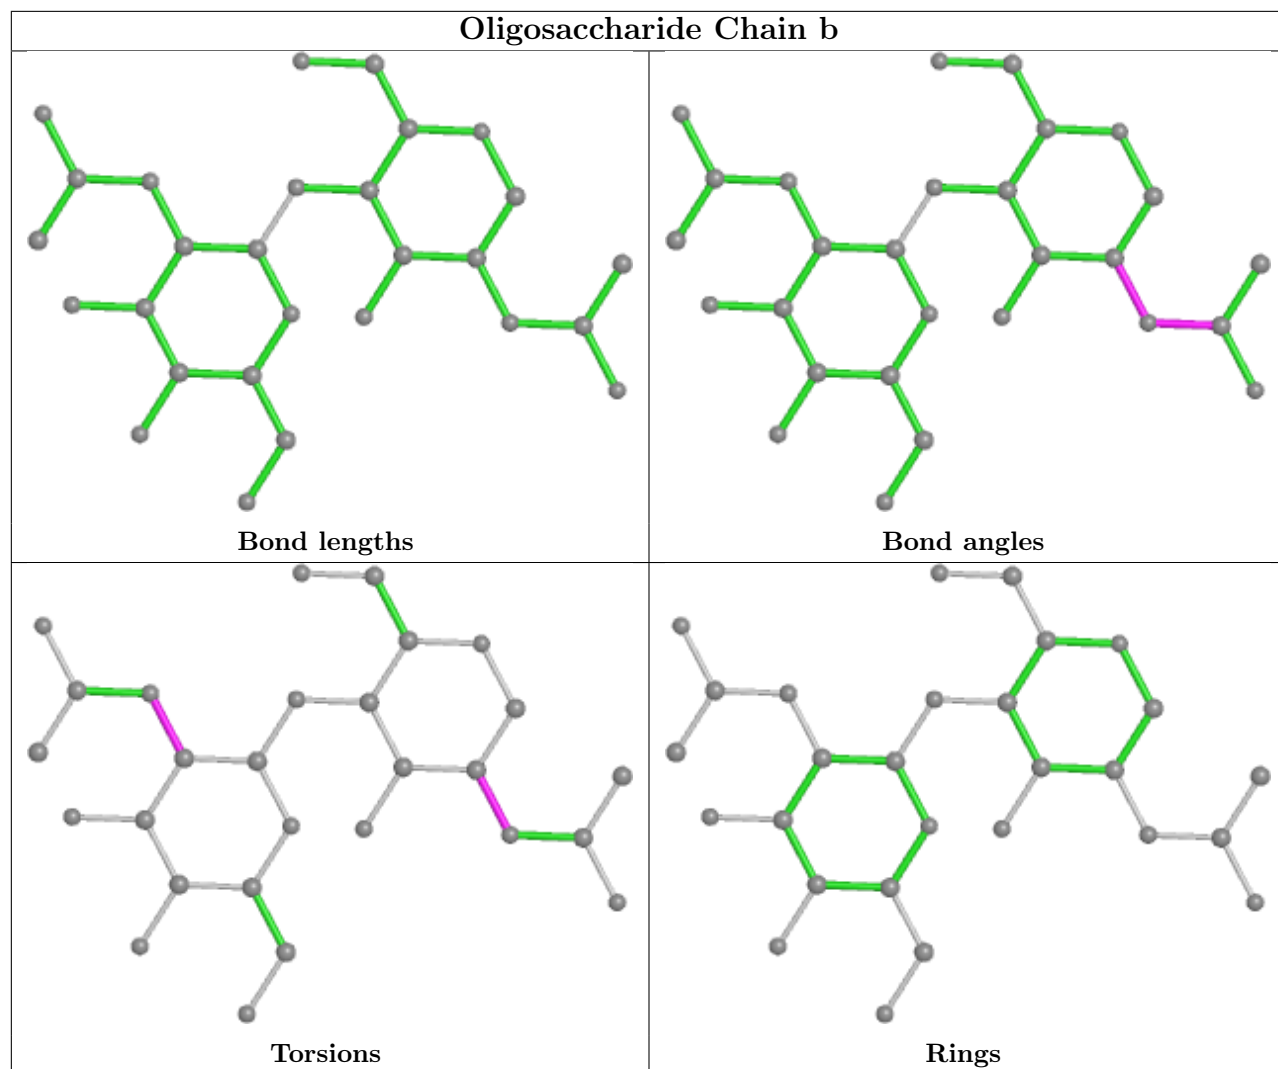 Oligosaccharide Chain b
Bond lengths
Bond angles
Torsions
Rings